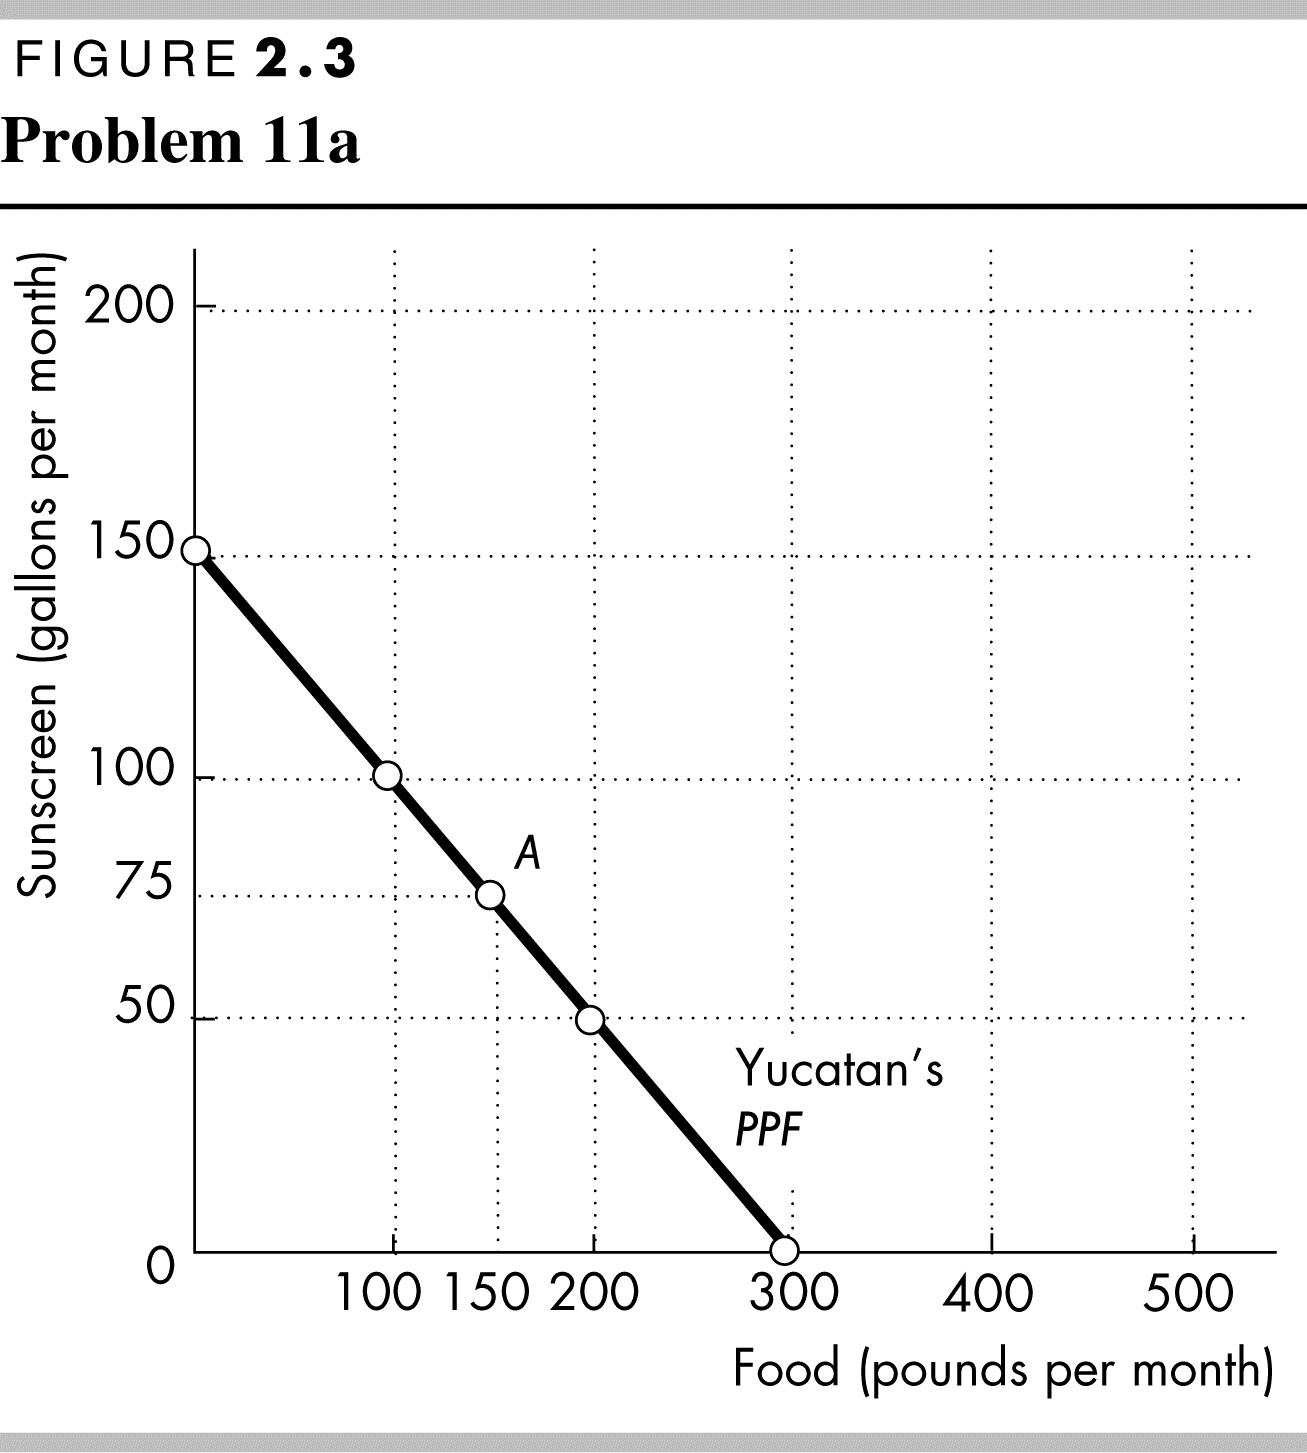 FIGURE 2.3
Problem 11a
Sunscreen (gallons per month)
200
150
100
75
50
0
A
Yucatan's
PPF
100 150 200 300 400 500
Food (pounds per month)